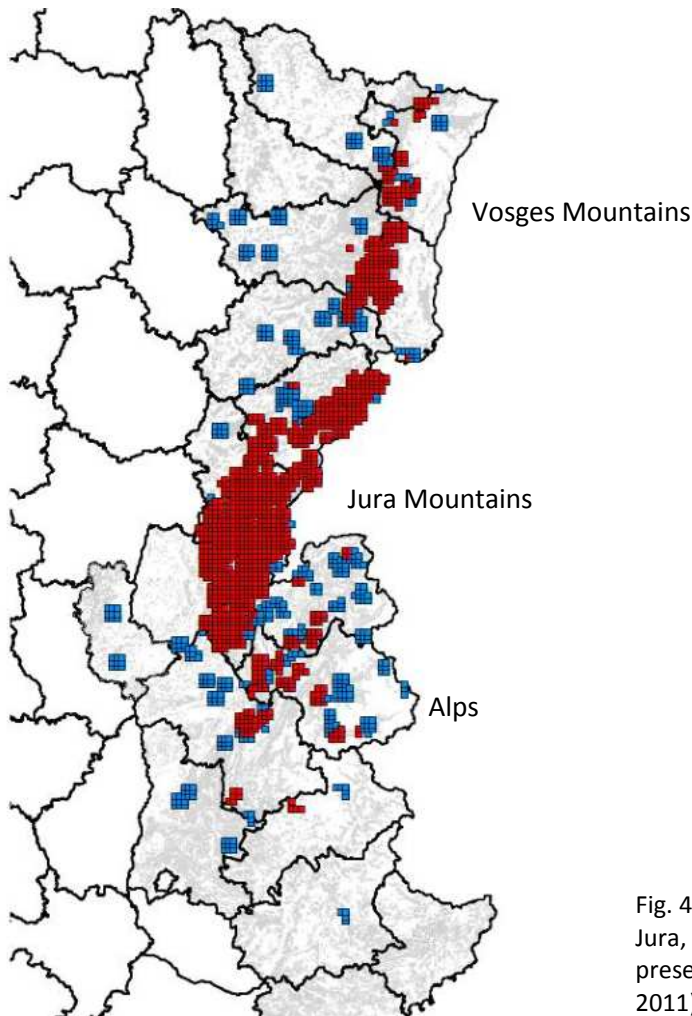 Vosges Mountains
Jura Mountains
Alps
Fig. 4
Jura,
prese
2011)